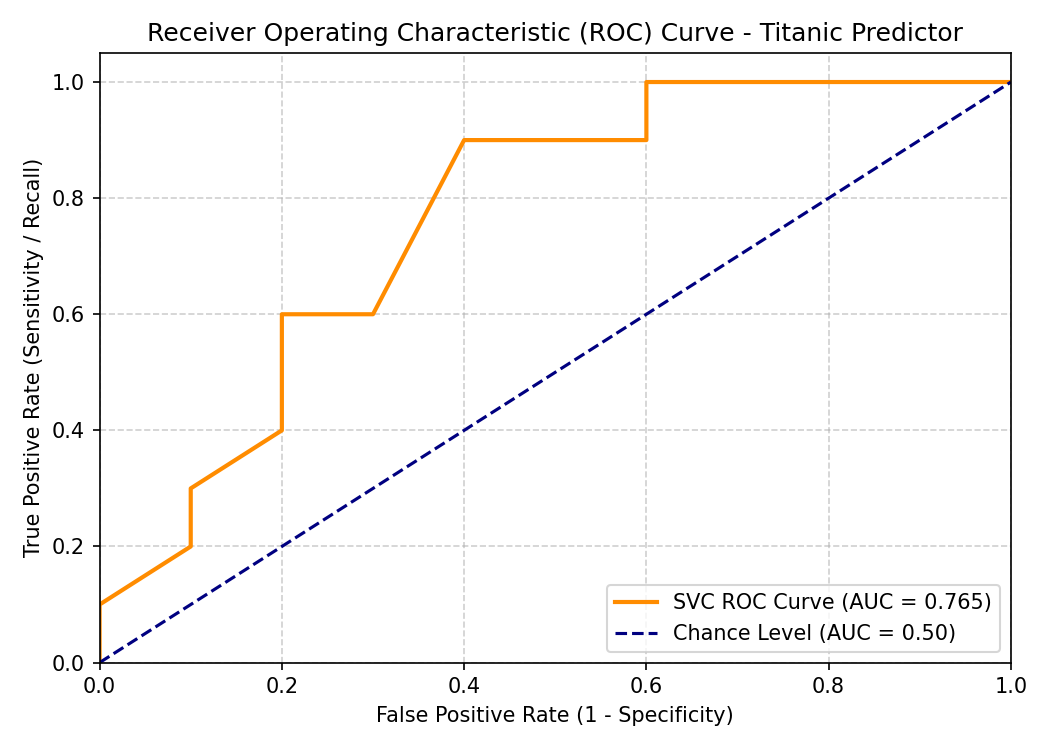 Receiver Operating Characteristic (ROC) Curve - Titanic Predictor
True Positive Rate (Sensitivity / Recall)
1.0
0.8
0.6
0.4
0.2
0.0
SVC ROC Curve (AUC = 0.765)
Chance Level (AUC = 0.50)
0.0 0.2 0.4 0.6 0.8 1.0
False Positive Rate (1 - Specificity)